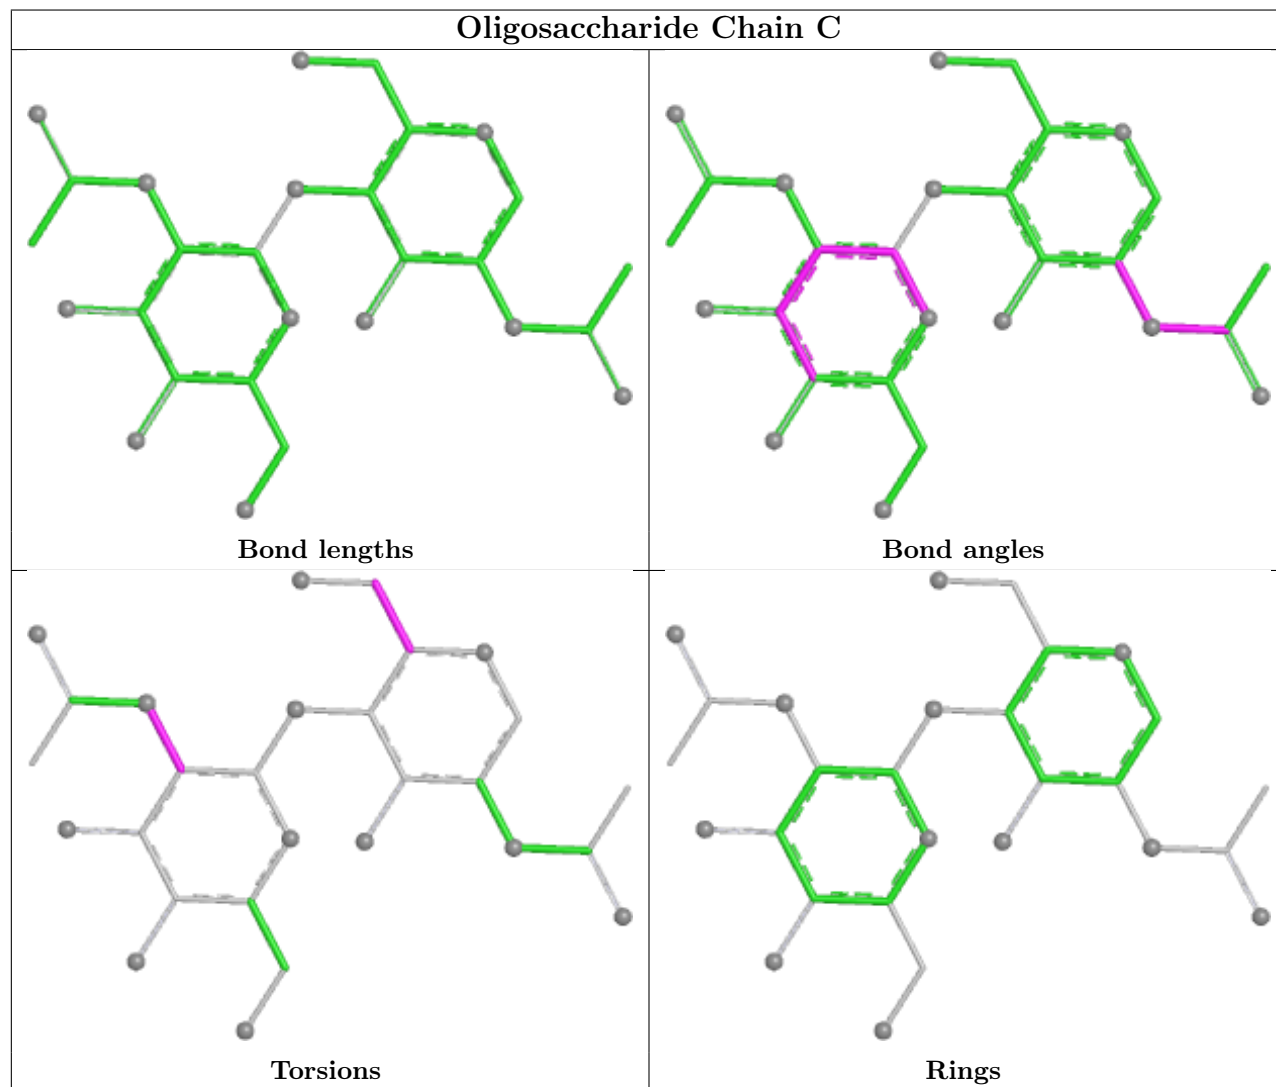 Oligosaccharide Chain C
Bond lengths
Bond angles
Torsions
Rings